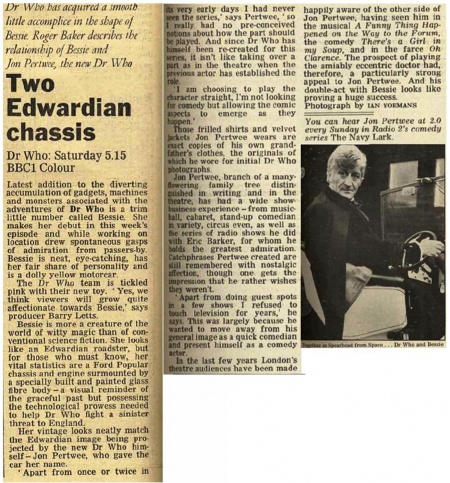 Dr Who has acquired a smooth
little accomplice in the shape of
Bessie. Roger Baker describes the
relationship of Bessie and
Jon Pertwee, the new Dr Who
Two
Edwardian
chassis
Dr Who: Saturday 5.15
BBC1 Colour
Latest addition to the diverting
accumulation of gadgets, machines
and monsters associated with the
adventures of Dr Who is a trim
little number called Bessie. She
makes her debut in this week's
episode and while working on
location drew spontaneous gasps
of admiration from passers-by.
Bessie is neat, eye-catching, has
her fair share of personality and
is a dolly yellow motorcar.
The Dr Who team is tickled
pink with their new toy. 'Yes, we
think viewers will grow quite
affectionate towards Bessie,' says
producer Barry Letts.
Bessie is more a creature of the
world of witty magic than of con-
ventional science fiction. She looks
like an Edwardian roadster, but
for those who must know, her
vital statistics are a Ford Popular
chassis and engine surmounted by
a specially built and painted glass
fibre body – a visual reminder of
the graceful past but possessing
the technological prowess needed
to help Dr Who fight a sinister
threat to England.
Her vintage looks neatly match
the Edwardian image being pro-
jected by the new Dr Who him-
self – Jon Pertwee, who gave the
car her name.
'Apart from once or twice in
its very early days I had never
seen the series,' says Pertwee, 'so
I really had no pre-conceived
notions about how the part should
be played. And since Dr Who has
himself been re-created for this
series, it isn't like taking over a
part as in the theatre when the
previous actor has established the
role.
'I am choosing to play the
character straight, I'm not looking
for comedy but allowing the comic
aspects to emerge as they
happen.'
Those frilled shirts and velvet
jackets Jon Pertwee wears are
exact copies of his own grand-
father's clothes, the originals of
which he wore for initial Dr Who
photographs.
Jon Pertwee, branch of a many-
flowering family tree distin-
guished in writing and in the
theatre, has had a wide show-
business experience – from music-
hall, cabaret, stand-up comedian
in variety, circus even, as well as
the series of radio shows he did
with Eric Barker, for whom he
holds the greatest admiration.
Catchphrases Pertwee created are
still remembered with nostalgic
affection, though one gets the
impression that he rather wishes
they weren't.
'Apart from doing guest spots
in a few shows I refused to
touch television for years,' he
says. This was largely because he
wanted to move away from his
general image as a quick comedian
and present himself as a comedy
actor.
In the last few years London's
theatre audiences have been made
happily aware of the other side of
Jon Pertwee, having seen him in
the musical A Funny Thing Hap-
pened on the Way to the Forum,
the comedy There's a Girl in
my Soup, and in the farce Oh
Clarence. The prospect of playing
the amiably eccentric doctor had,
therefore, a particularly strong
appeal to Jon Pertwee. And his
double-act with Bessie looks like
proving a huge success.
Photograph by IAN YORMANS
You can hear Jon Pertwee at 2.0
every Sunday in Radio 2's comedy
series The Navy Lark.
Starting in Spearhead from Space . . . Dr Who and Bessie